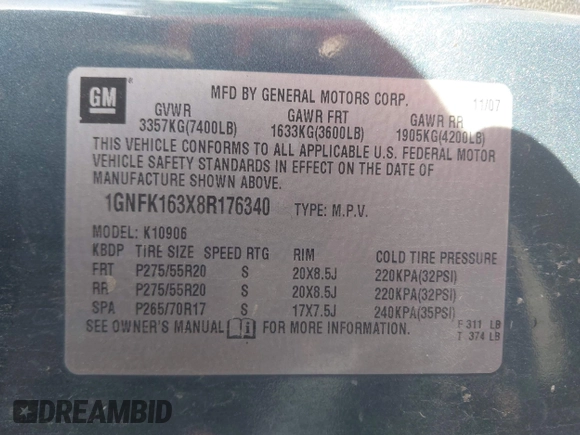 GM
MFD BY GENERAL MOTORS CORP. 11/07
GVWR GAWR FRT GAWR RR
3357KG(7400LB) 1633KG(3600LB) 1905KG(4200LB)
THIS VEHICLE CONFORMS TO ALL APPLICABLE U.S. FEDERAL MOTOR
VEHICLE SAFETY STANDARDS IN EFFECT ON THE DATE OF
MANUFACTURE SHOWN ABOVE.
1GNFK163X8R176340 TYPE: M.P.V.
MODEL: K10906
KBDP TIRE SIZE SPEED RTG RIM COLD TIRE PRESSURE
FRT P275/55R20 S 20X8.5J 220KPA(32PSI)
RR P275/55R20 S 20X8.5J 220KPA(32PSI)
SPA P265/70R17 S 17X7.5J 240KPA(35PSI)
SEE OWNER'S MANUAL FOR MORE INFORMATION. F 311 LB
T 374 LB
DREAMBID